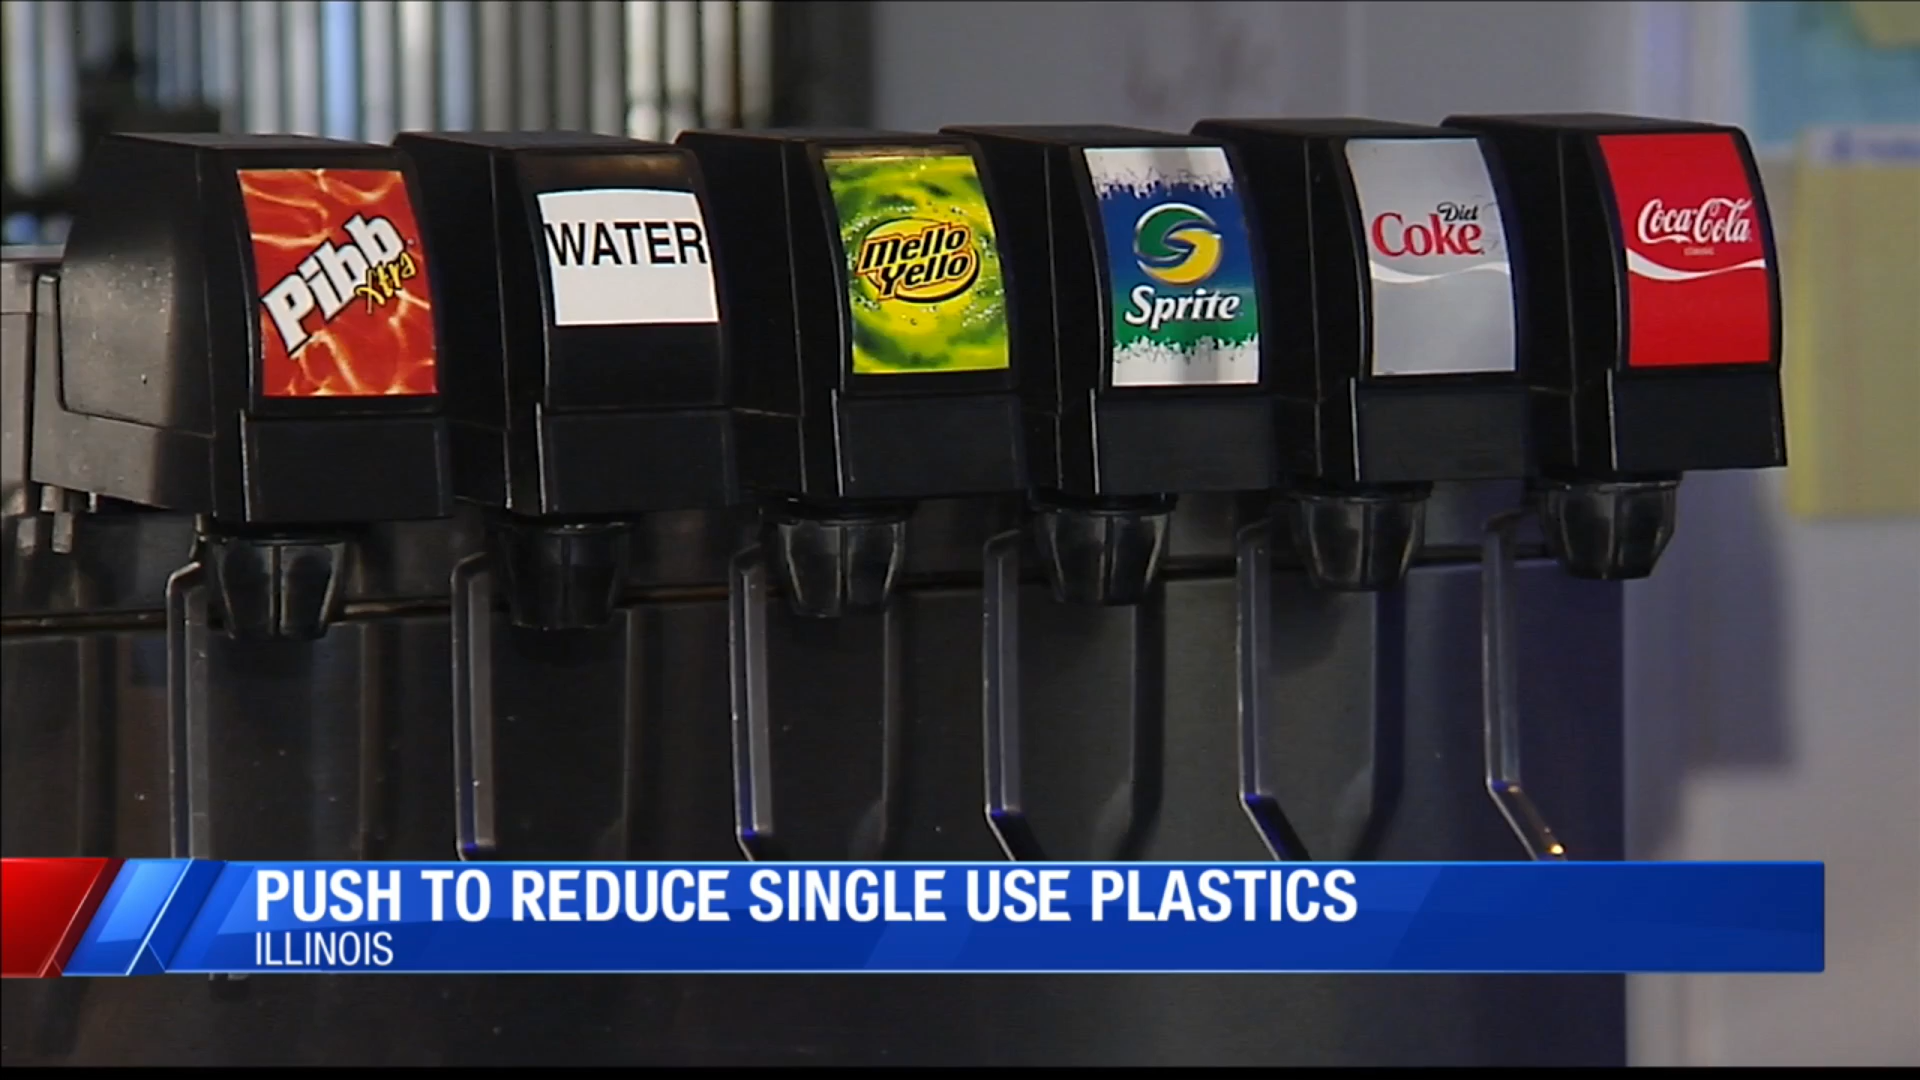 Pibb
Xtra
WATER
Mello
Yello
Sprite
Diet
Coke
Coca-Cola
PUSH TO REDUCE SINGLE USE PLASTICS
ILLINOIS